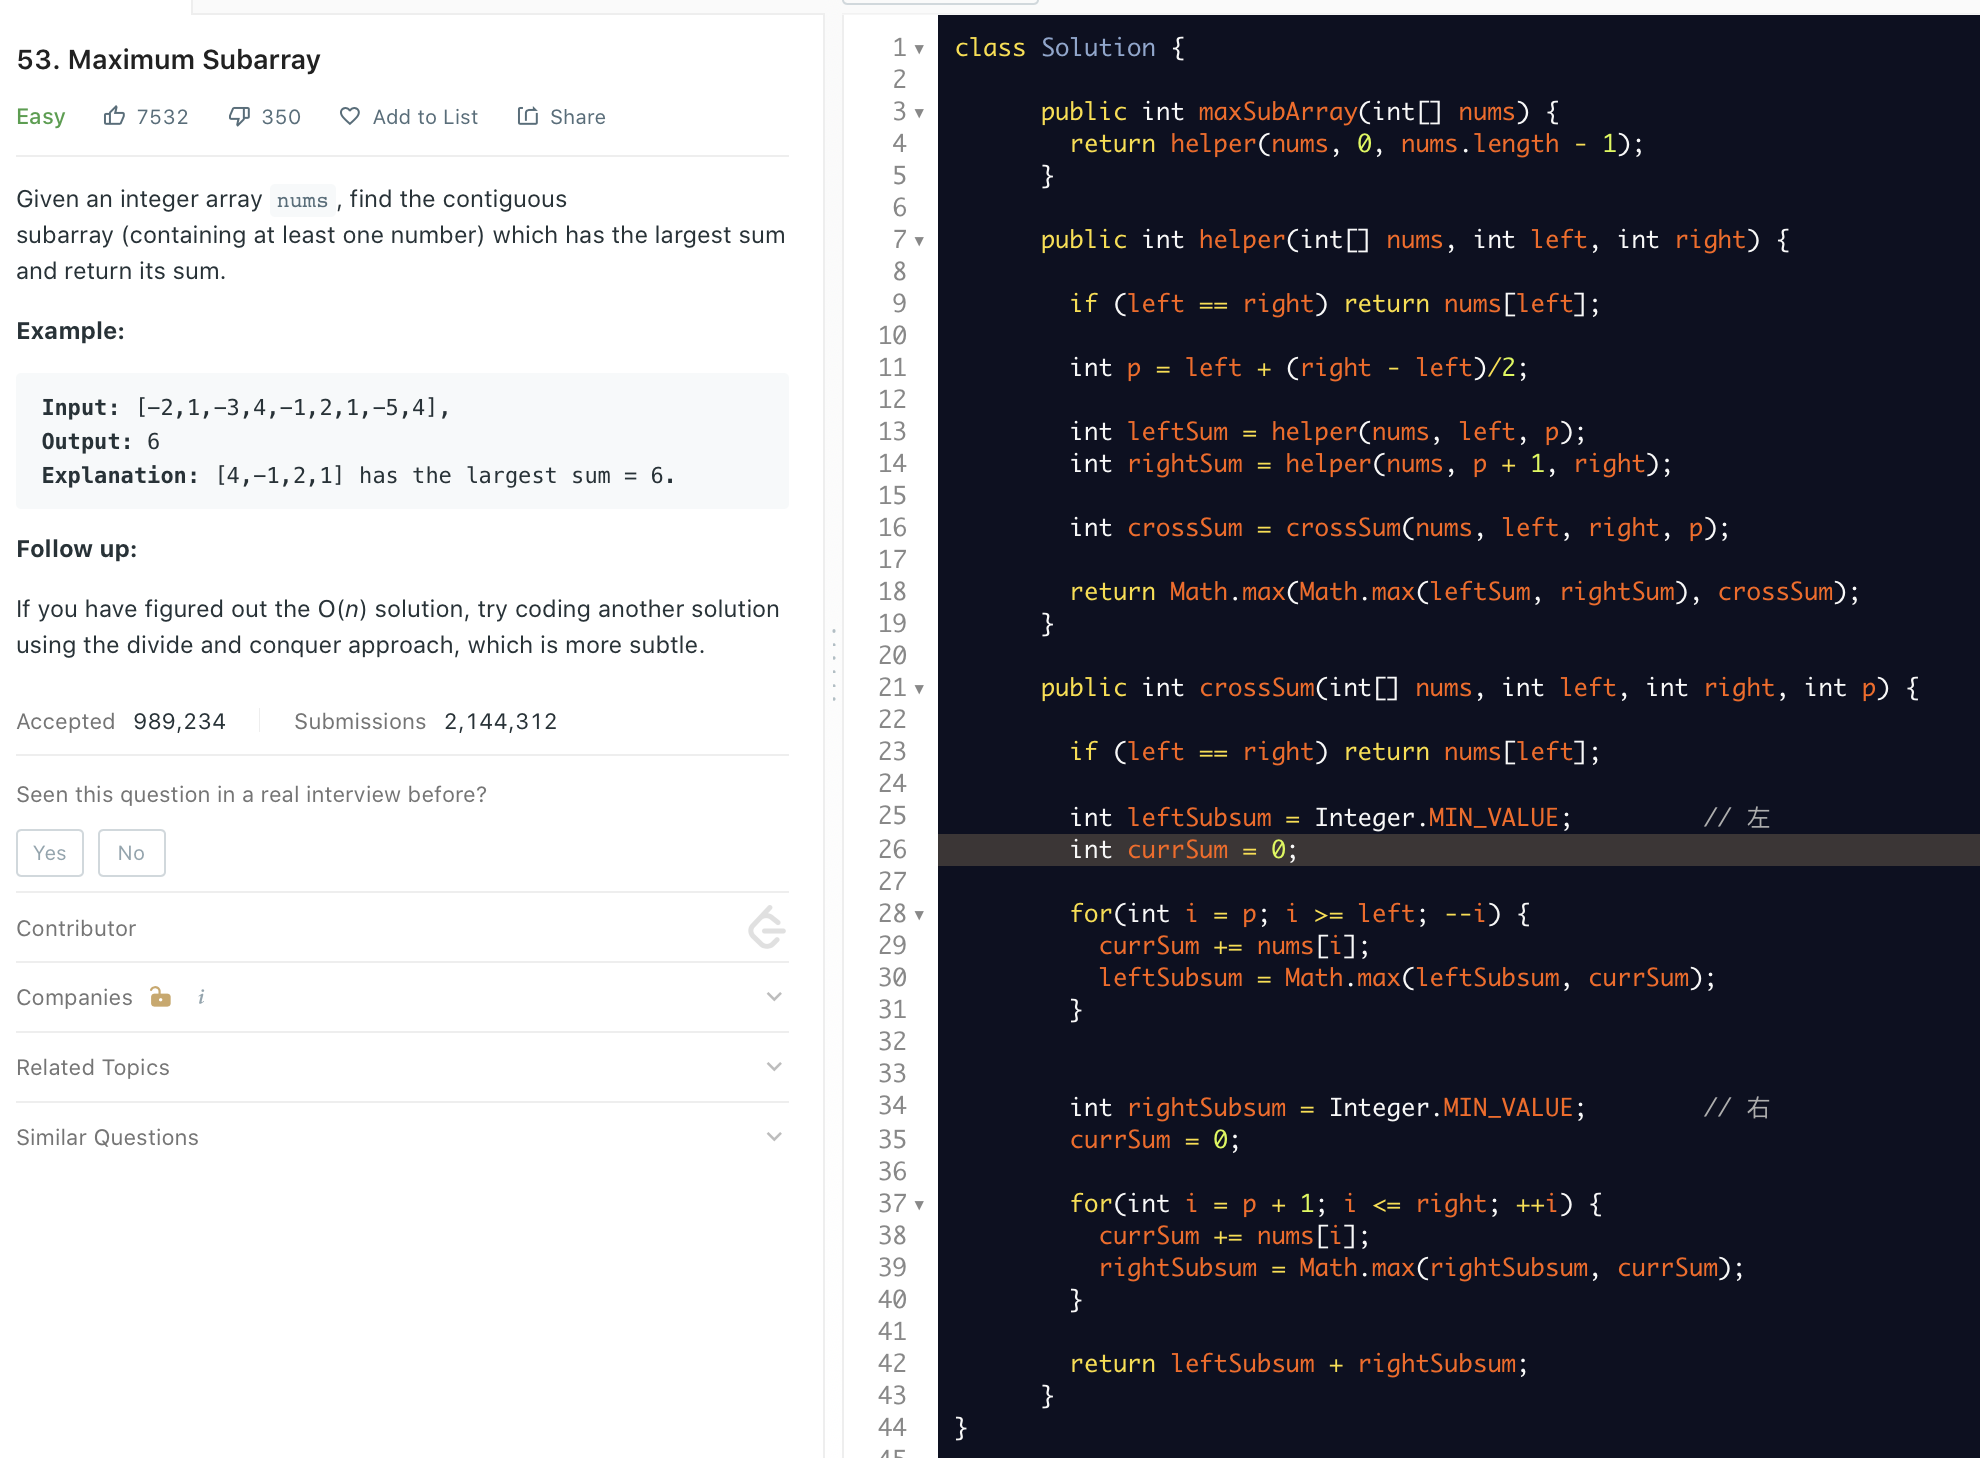 53. Maximum Subarray
Easy 7532 350 Add to List Share
Given an integer array nums , find the contiguous
subarray (containing at least one number) which has the largest sum
and return its sum.
Example:
Input: [-2,1,-3,4,-1,2,1,-5,4],
Output: 6
Explanation: [4,-1,2,1] has the largest sum = 6.
Follow up:
If you have figured out the O(n) solution, try coding another solution
using the divide and conquer approach, which is more subtle.
Accepted 989,234 Submissions 2,144,312
Seen this question in a real interview before?
Yes No
Contributor
Companies i
Related Topics
Similar Questions
1 class Solution {
2
3 public int maxSubArray(int[] nums) {
4 return helper(nums, 0, nums.length - 1);
5 }
6
7 public int helper(int[] nums, int left, int right) {
8
9 if (left == right) return nums[left];
10
11 int p = left + (right - left)/2;
12
13 int leftSum = helper(nums, left, p);
14 int rightSum = helper(nums, p + 1, right);
15
16 int crossSum = crossSum(nums, left, right, p);
17
18 return Math.max(Math.max(leftSum, rightSum), crossSum);
19 }
20
21 public int crossSum(int[] nums, int left, int right, int p) {
22
23 if (left == right) return nums[left];
24
25 int leftSubsum = Integer.MIN_VALUE; // 左
26 int currSum = 0;
27
28 for(int i = p; i >= left; --i) {
29 currSum += nums[i];
30 leftSubsum = Math.max(leftSubsum, currSum);
31 }
32
33
34 int rightSubsum = Integer.MIN_VALUE; // 右
35 currSum = 0;
36
37 for(int i = p + 1; i <= right; ++i) {
38 currSum += nums[i];
39 rightSubsum = Math.max(rightSubsum, currSum);
40 }
41
42 return leftSubsum + rightSubsum;
43 }
44 }
45